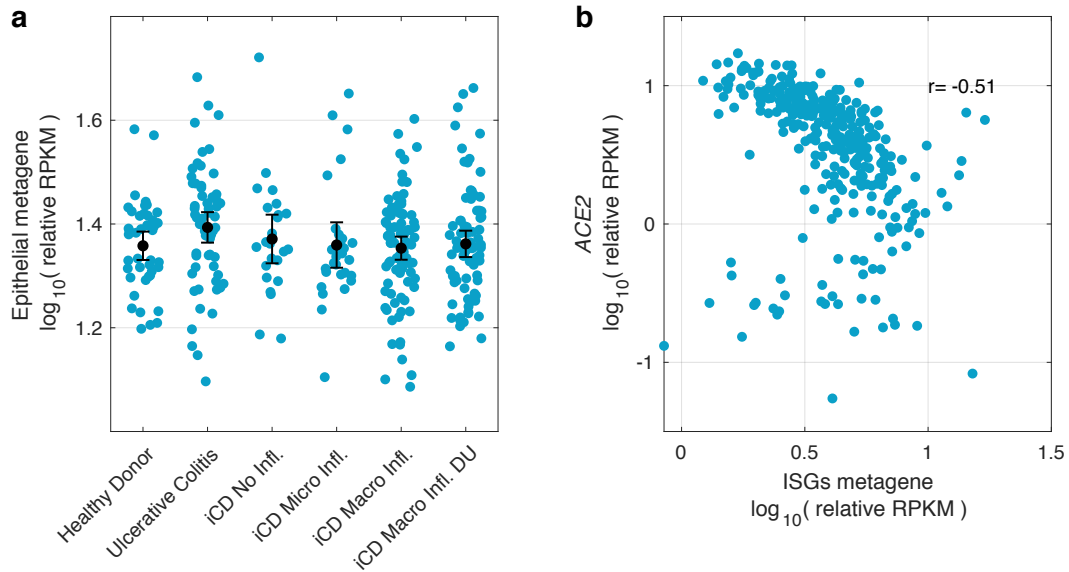 a
Epithelial metagene
log10( relative RPKM )
1.6
1.4
1.2
Healthy Donor
Ulcerative Colitis
iCD No Infl.
iCD Micro Infl.
iCD Macro Infl.
iCD Macro Infl. DU
b
ACE2
log10( relative RPKM )
1
0
-1
r= -0.51
0
0.5
1
1.5
ISGs metagene
log10( relative RPKM )